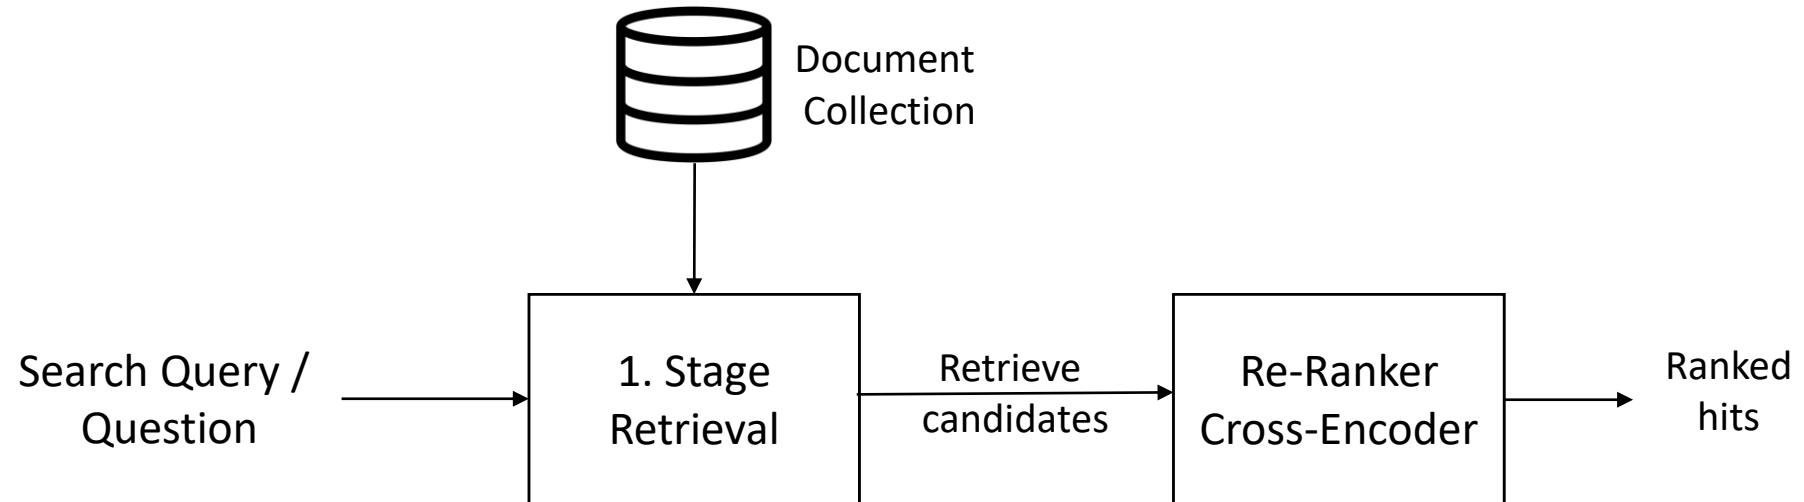 Document
Collection
Search Query /
Question
1. Stage
Retrieval
Retrieve
candidates
Re-Ranker
Cross-Encoder
Ranked
hits